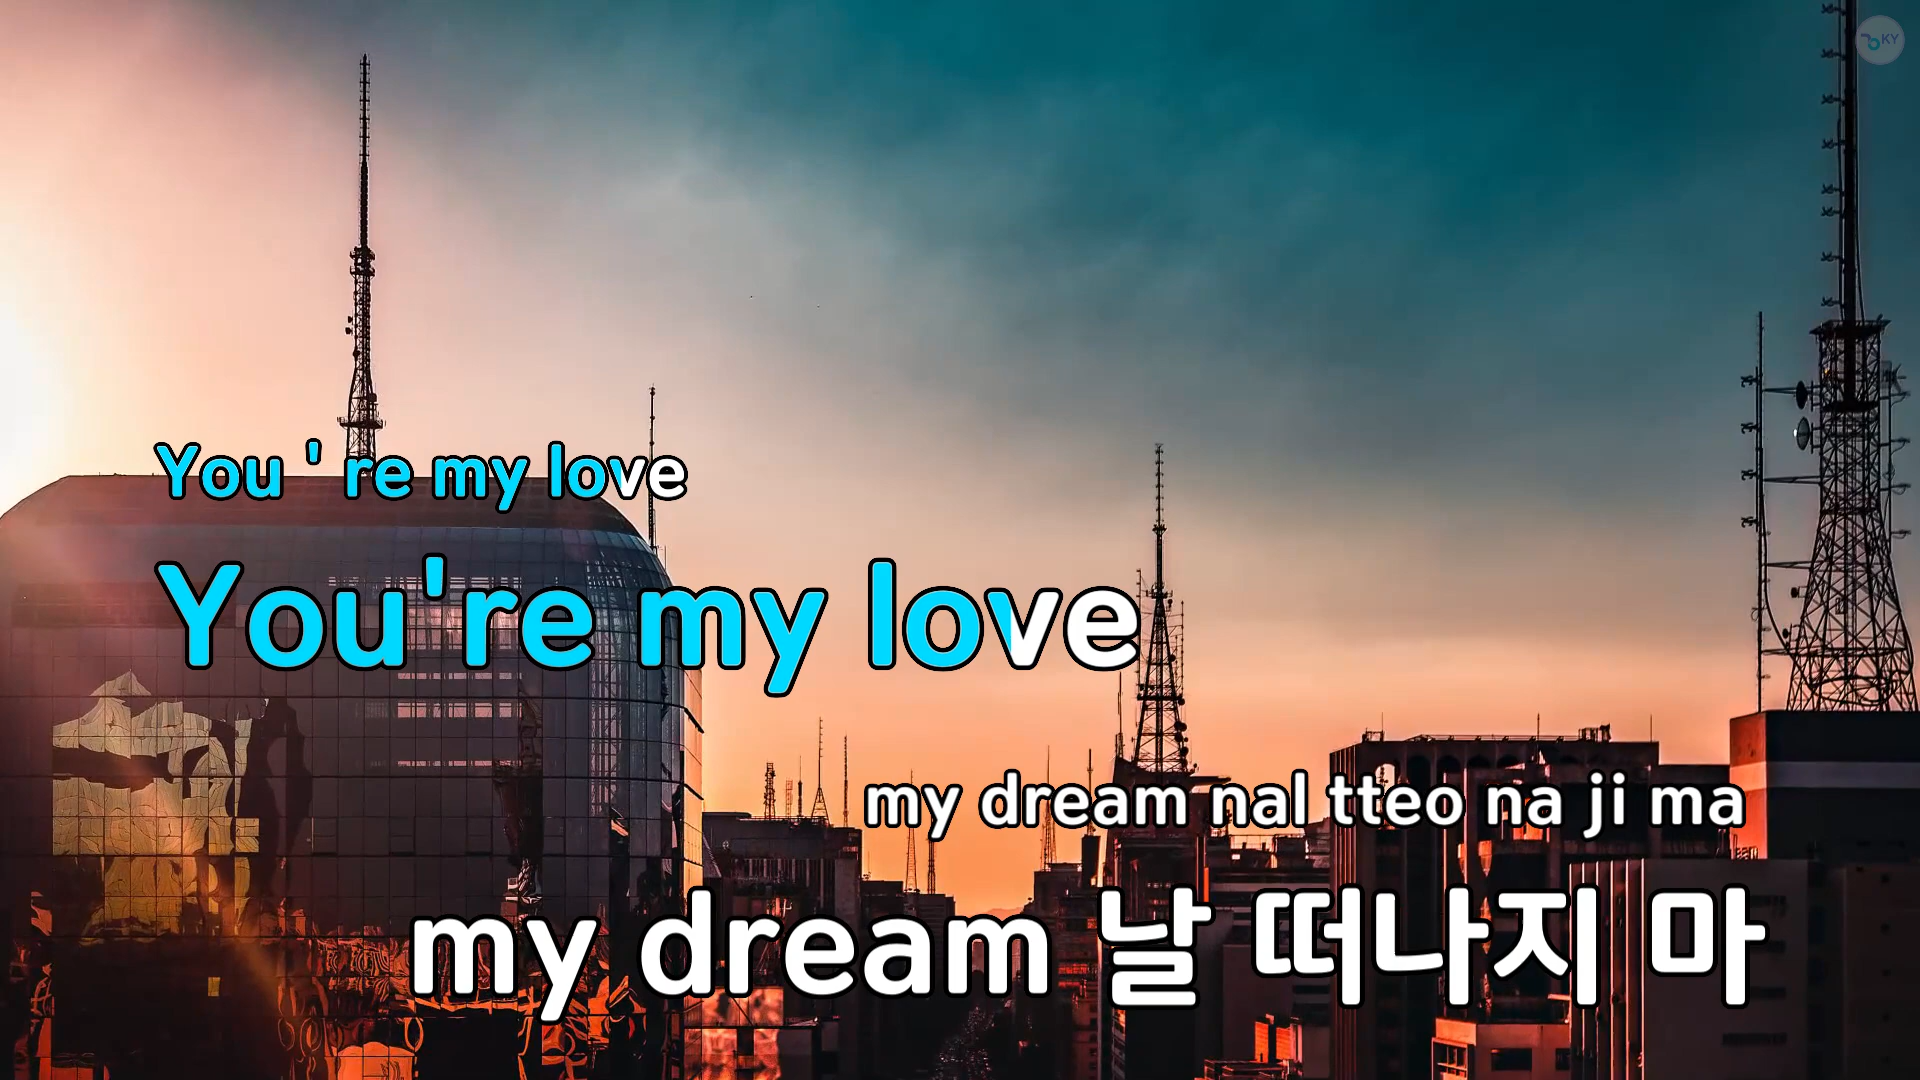 KY
You ' re my love
You're my love
my dream nal tteo na ji ma
my dream 날 떠나지 마